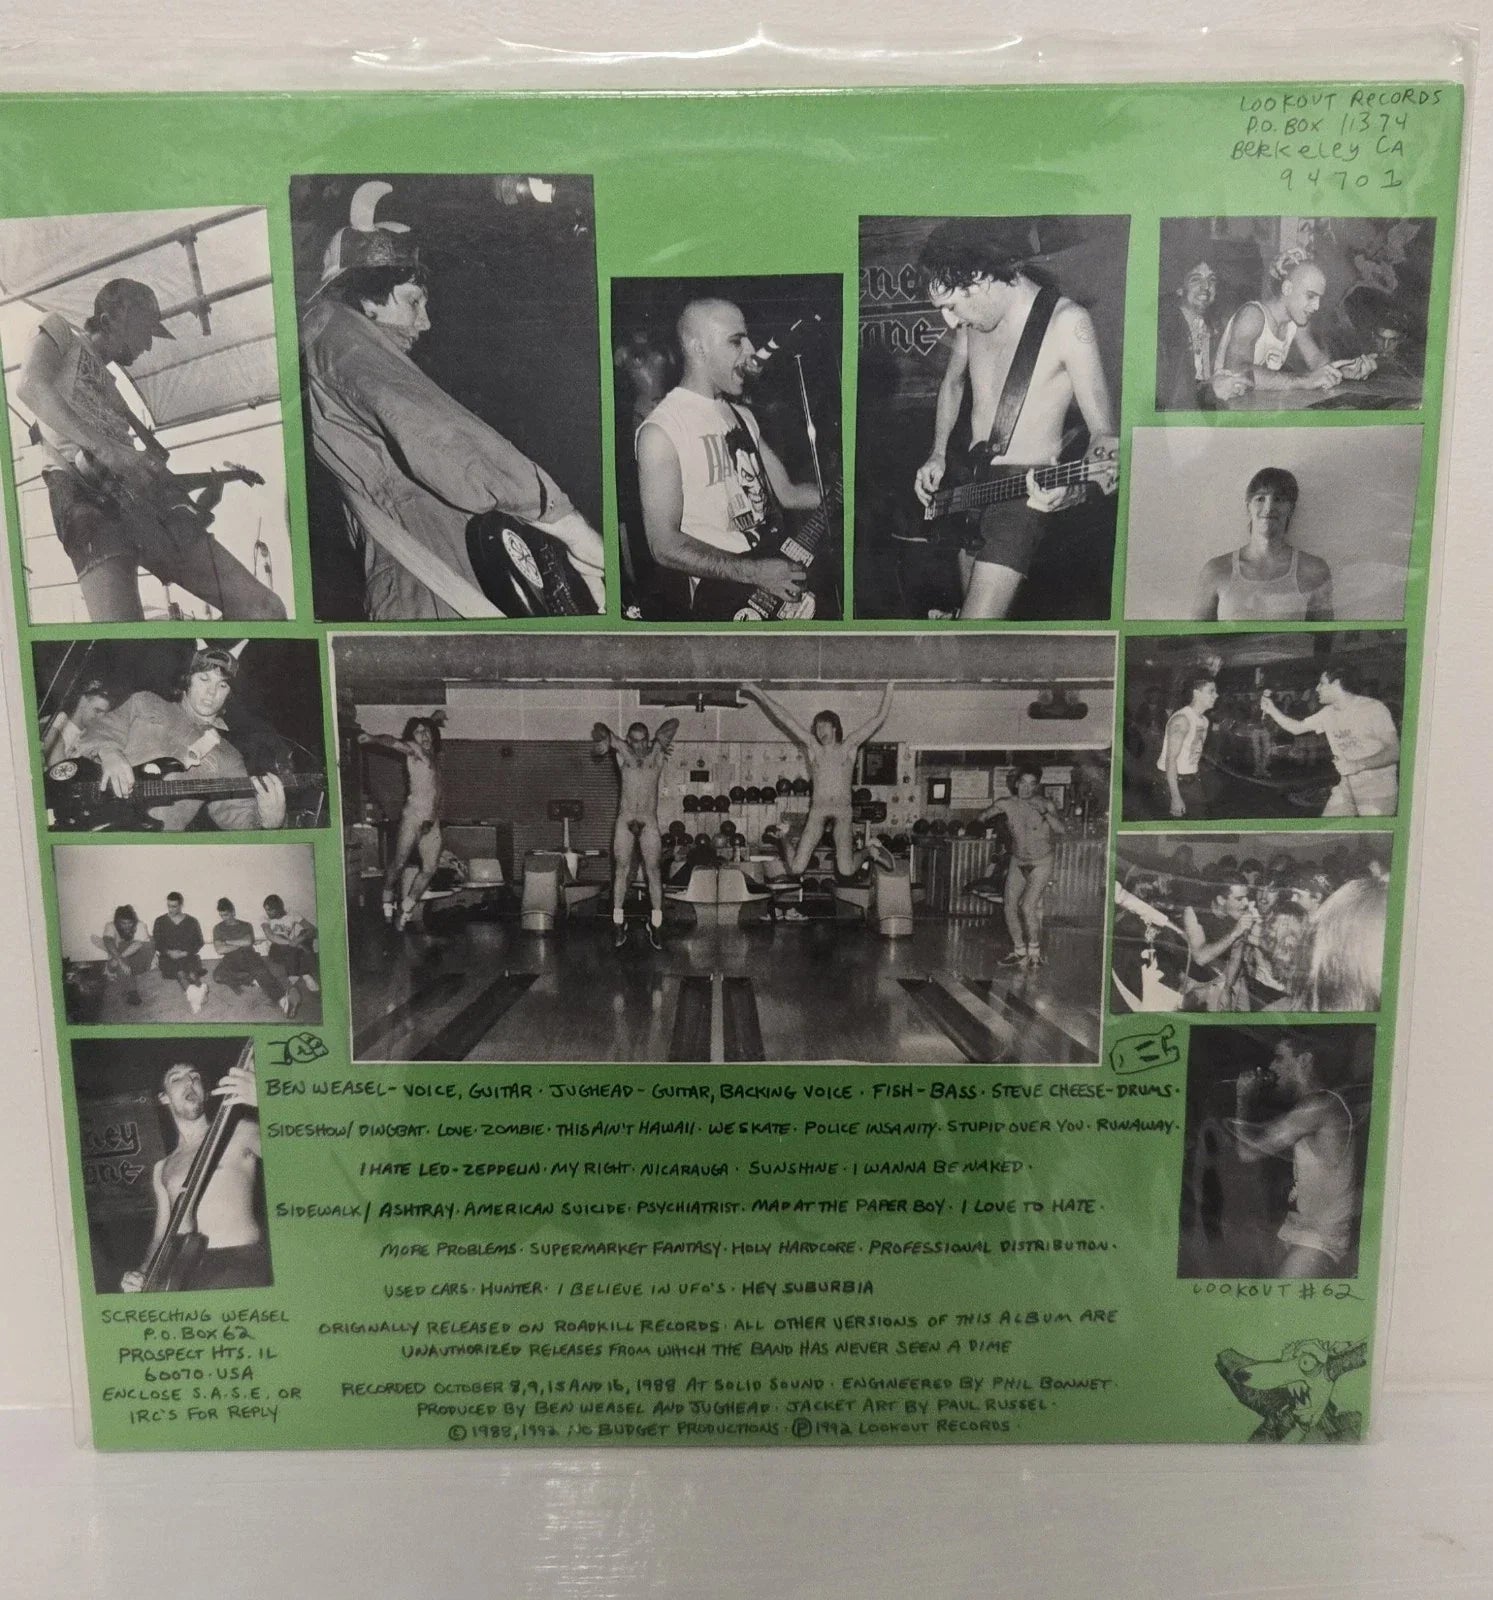 LOOKOUT RECORDS
P.O. BOX 11374
BERKELEY CA
94701
BEN WEASEL- VOICE, GUITAR · JUGHEAD - GUITAR, BACKING VOICE · FISH - BASS · STEVE CHEESE - DRUMS ·
SIDESHOW/ DINGBAT · LOVE · ZOMBIE · THIS AIN'T HAWAII · WE SKATE · POLICE INSANITY · STUPID OVER YOU · RUNAWAY ·
I HATE LED-ZEPPELIN · MY RIGHT · NICARAUGA · SUNSHINE · I WANNA BE NAKED ·
SIDEWALK/ ASHTRAY · AMERICAN SUICIDE · PSYCHIATRIST · MAD AT THE PAPER BOY · I LOVE TO HATE ·
MORE PROBLEMS · SUPERMARKET FANTASY · HOLY HARDCORE · PROFESSIONAL DISTRIBUTION ·
USED CARS · HUNTER · I BELIEVE IN UFO'S · HEY SUBURBIA
LOOKOUT #62
SCREECHING WEASEL
P.O. BOX 62
PROSPECT HTS. IL
60070 · USA
ENCLOSE S.A.S.E. OR
IRC'S FOR REPLY
ORIGINALLY RELEASED ON ROADKILL RECORDS · ALL OTHER VERSIONS OF THIS ALBUM ARE
UNAUTHORIZED RELEASES FROM WHICH THE BAND HAS NEVER SEEN A DIME
RECORDED OCTOBER 8, 9, 15 AND 16, 1988 AT SOLID SOUND · ENGINEERED BY PHIL BONNET ·
PRODUCED BY BEN WEASEL AND JUGHEAD · JACKET ART BY PAUL RUSSEL ·
© 1988, 1992 NO BUDGET PRODUCTIONS · ℗ 1992 LOOKOUT RECORDS ·